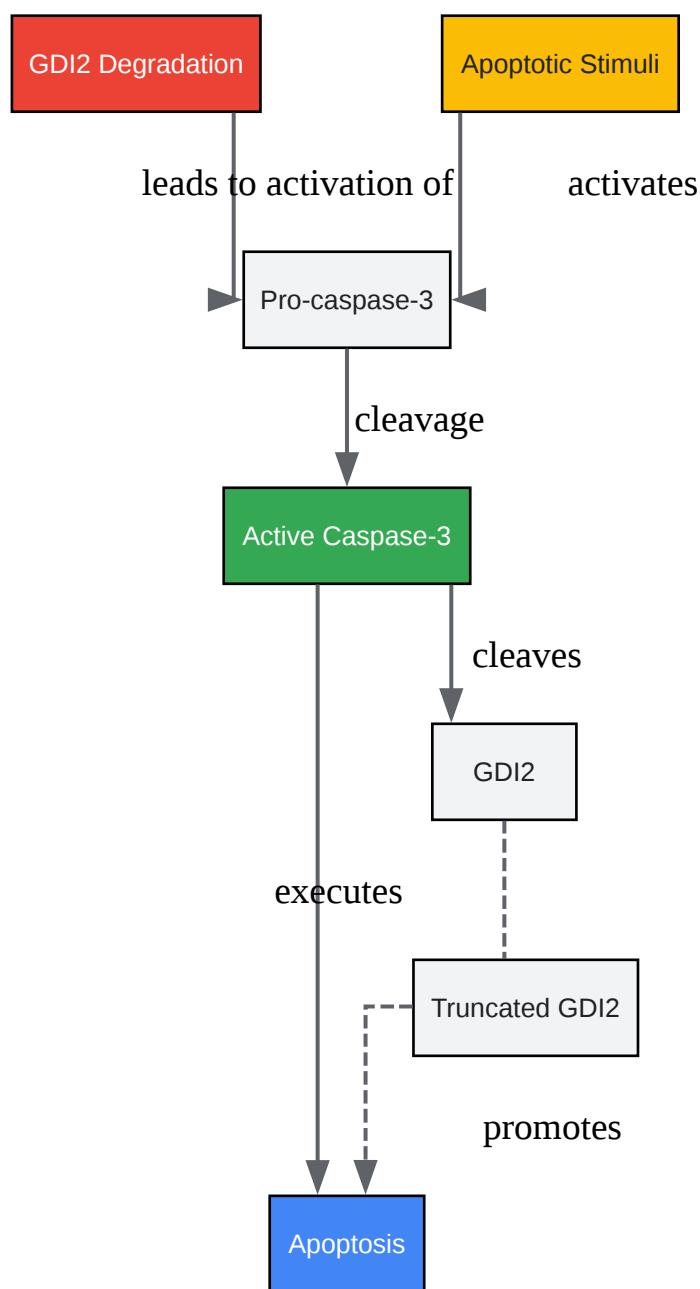 GDI2 Degradation
Apoptotic Stimuli
leads to activation of
activates
Pro-caspase-3
cleavage
Active Caspase-3
cleaves
GDI2
executes
Truncated GDI2
promotes
Apoptosis